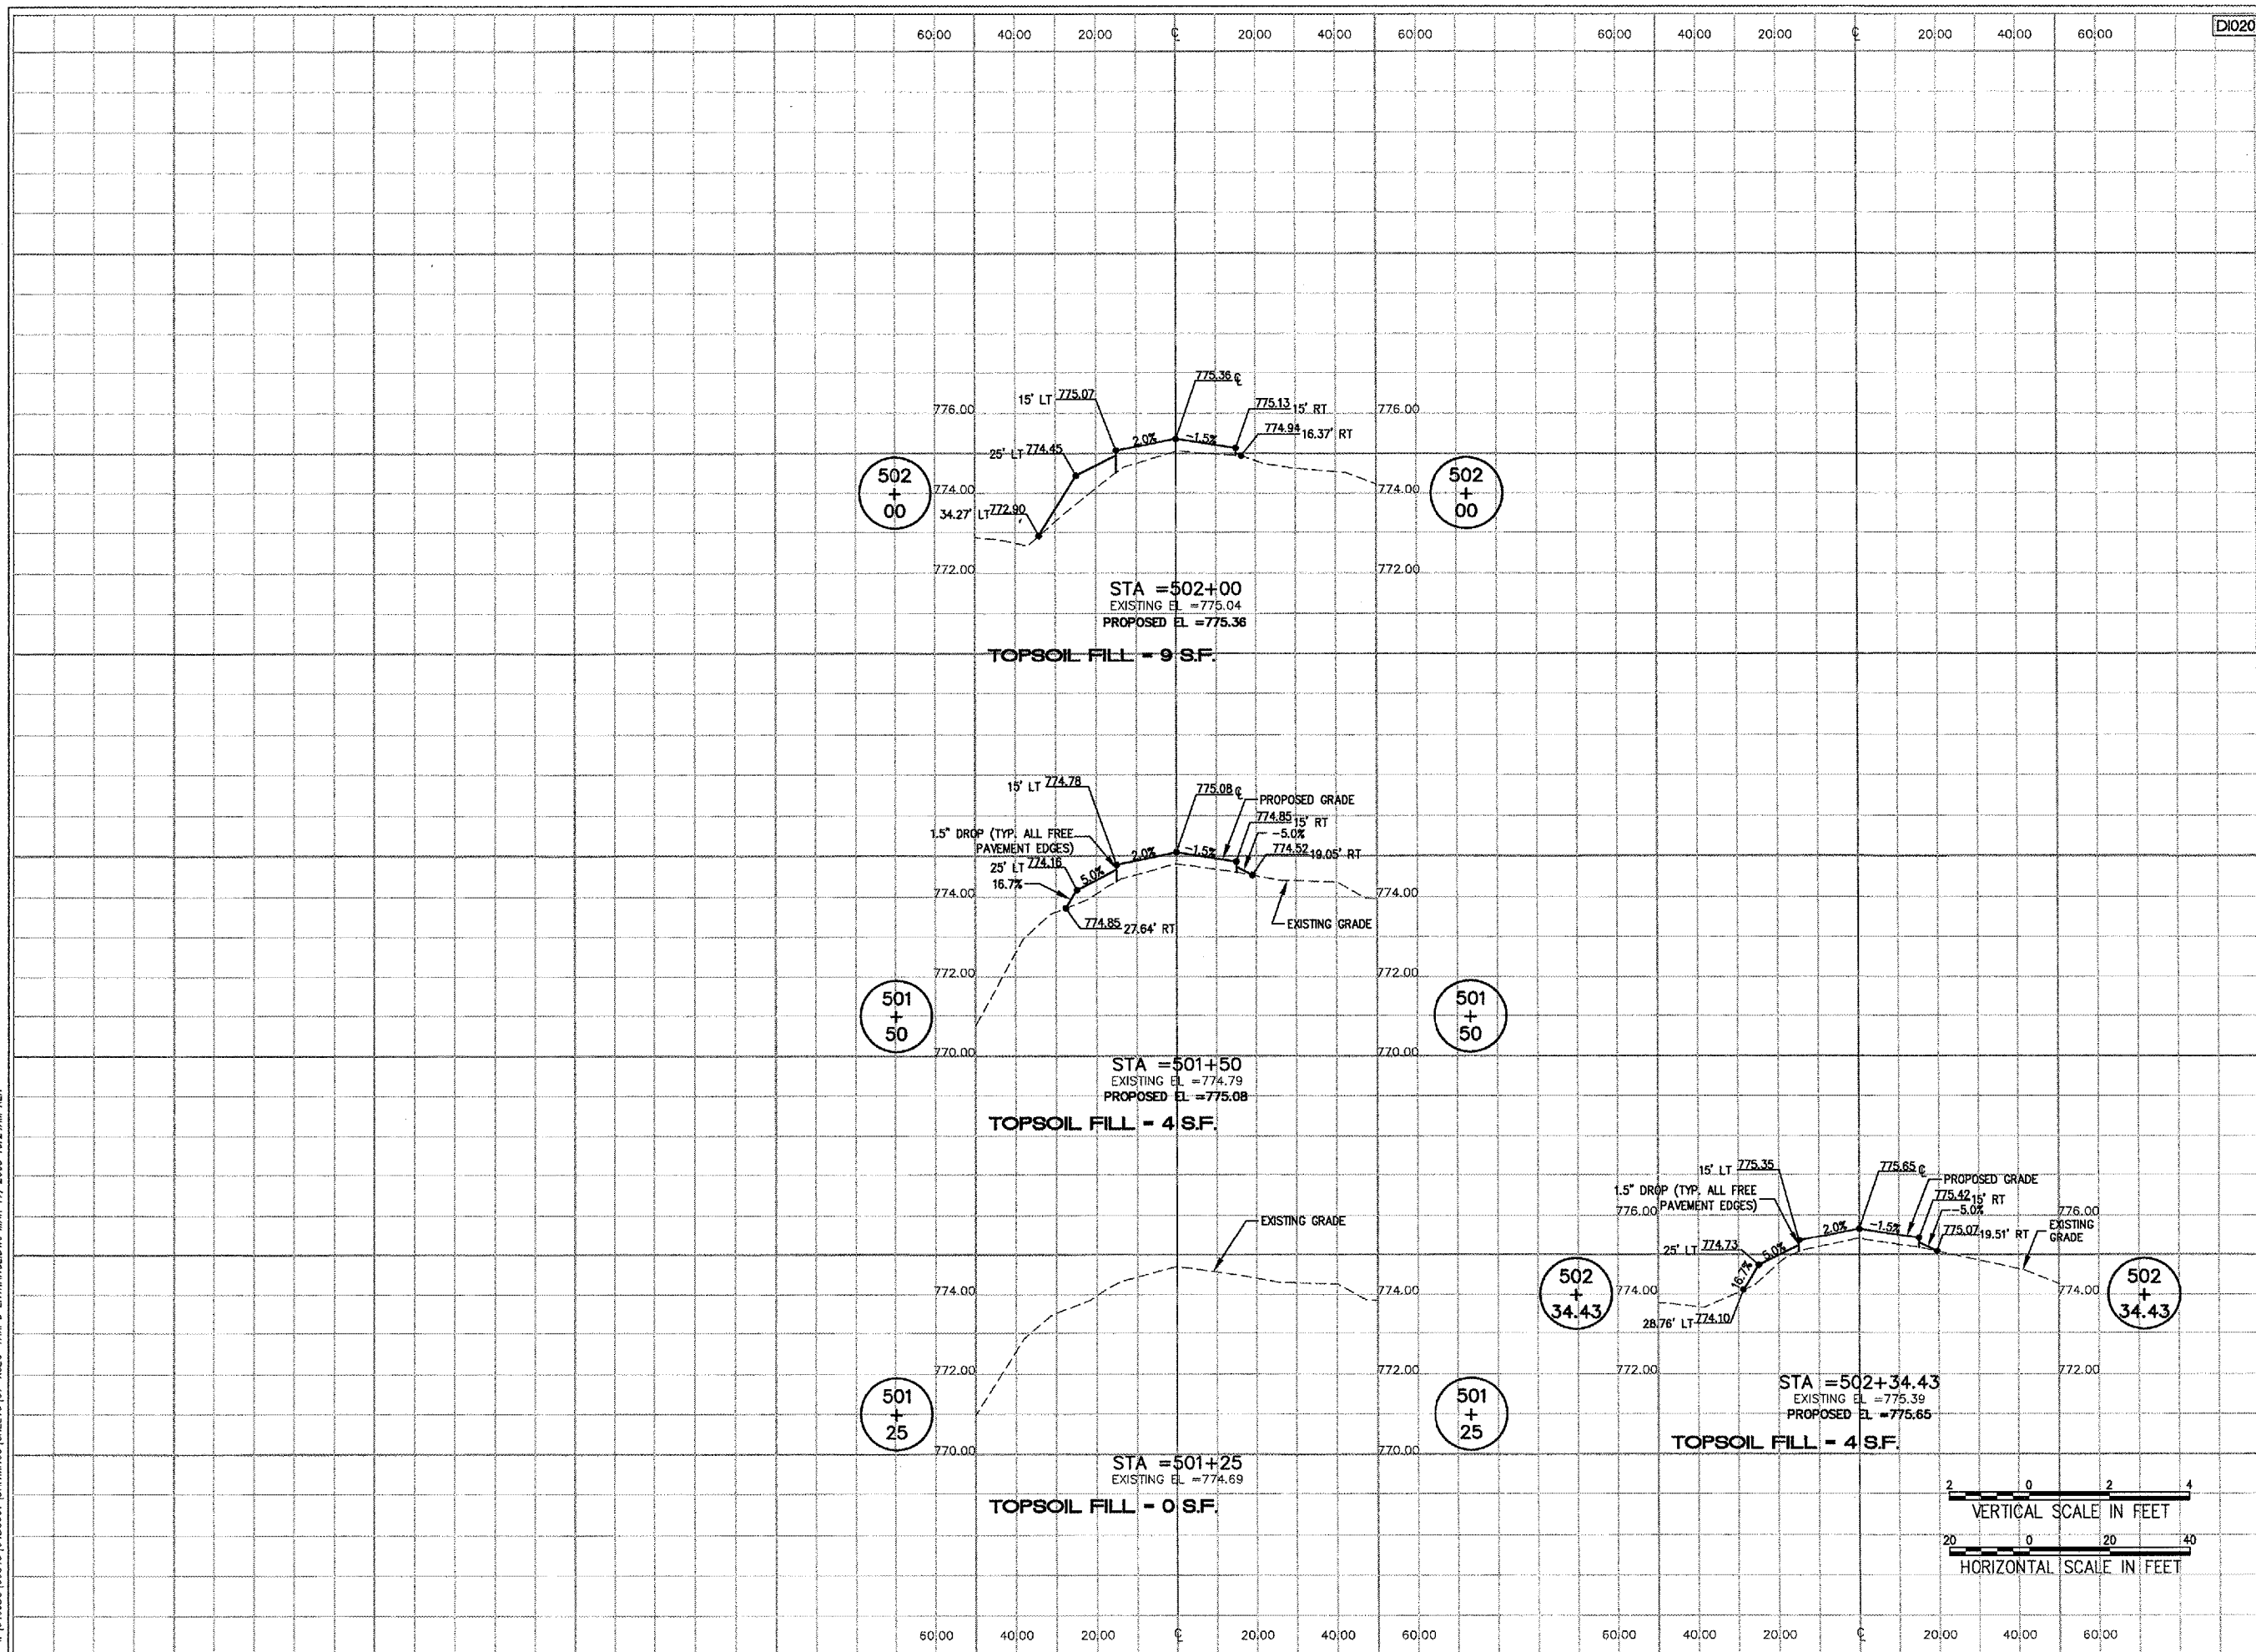 60.00 40.00 20.00 ℄ 20.00 40.00 60.00 60.00 40.00 20.00 ℄ 20.00 40.00 60.00
DI020
775.36 ℄
15' LT 775.07
775.13 15' RT
776.00 776.00
774.94 16.37' RT
2.0% -1.5%
25' LT 774.45
502
+
00
774.00 774.00
502
+
00
34.27' LT 772.90
772.00 772.00
STA =502+00
EXISTING EL =775.04
PROPOSED EL =775.36
TOPSOIL FILL - 9 S.F.
15' LT 774.78
775.08 ℄
PROPOSED GRADE
774.85 15' RT
-5.0%
1.5" DROP (TYP. ALL FREE
PAVEMENT EDGES)
2.0% -1.5%
774.52 19.05' RT
25' LT 774.16
5.0%
16.7%
774.00 774.00
774.85 27.64' RT
EXISTING GRADE
772.00 772.00
501
+
50
501
+
50
770.00 770.00
STA =501+50
EXISTING EL =774.79
PROPOSED EL =775.08
TOPSOIL FILL - 4 S.F.
EXISTING GRADE
774.00 774.00
772.00 772.00
501
+
25
501
+
25
770.00 770.00
STA =501+25
EXISTING EL =774.69
TOPSOIL FILL - 0 S.F.
15' LT 775.35
775.65 ℄
PROPOSED GRADE
1.5" DROP (TYP. ALL FREE
PAVEMENT EDGES)
775.42 15' RT
-5.0%
776.00 776.00
2.0% -1.5%
775.07 19.51' RT
EXISTING
GRADE
25' LT 774.73
5.0%
16.7%
502
+
34.43
774.00 774.00
502
+
34.43
28.76' LT 774.10
772.00 772.00
STA =502+34.43
EXISTING EL =775.39
PROPOSED EL =775.65
TOPSOIL FILL - 4 S.F.
2 0 2 4
VERTICAL SCALE IN FEET
20 0 20 40
HORIZONTAL SCALE IN FEET
60.00 40.00 20.00 ℄ 20.00 40.00 60.00 60.00 40.00 20.00 ℄ 20.00 40.00 60.00